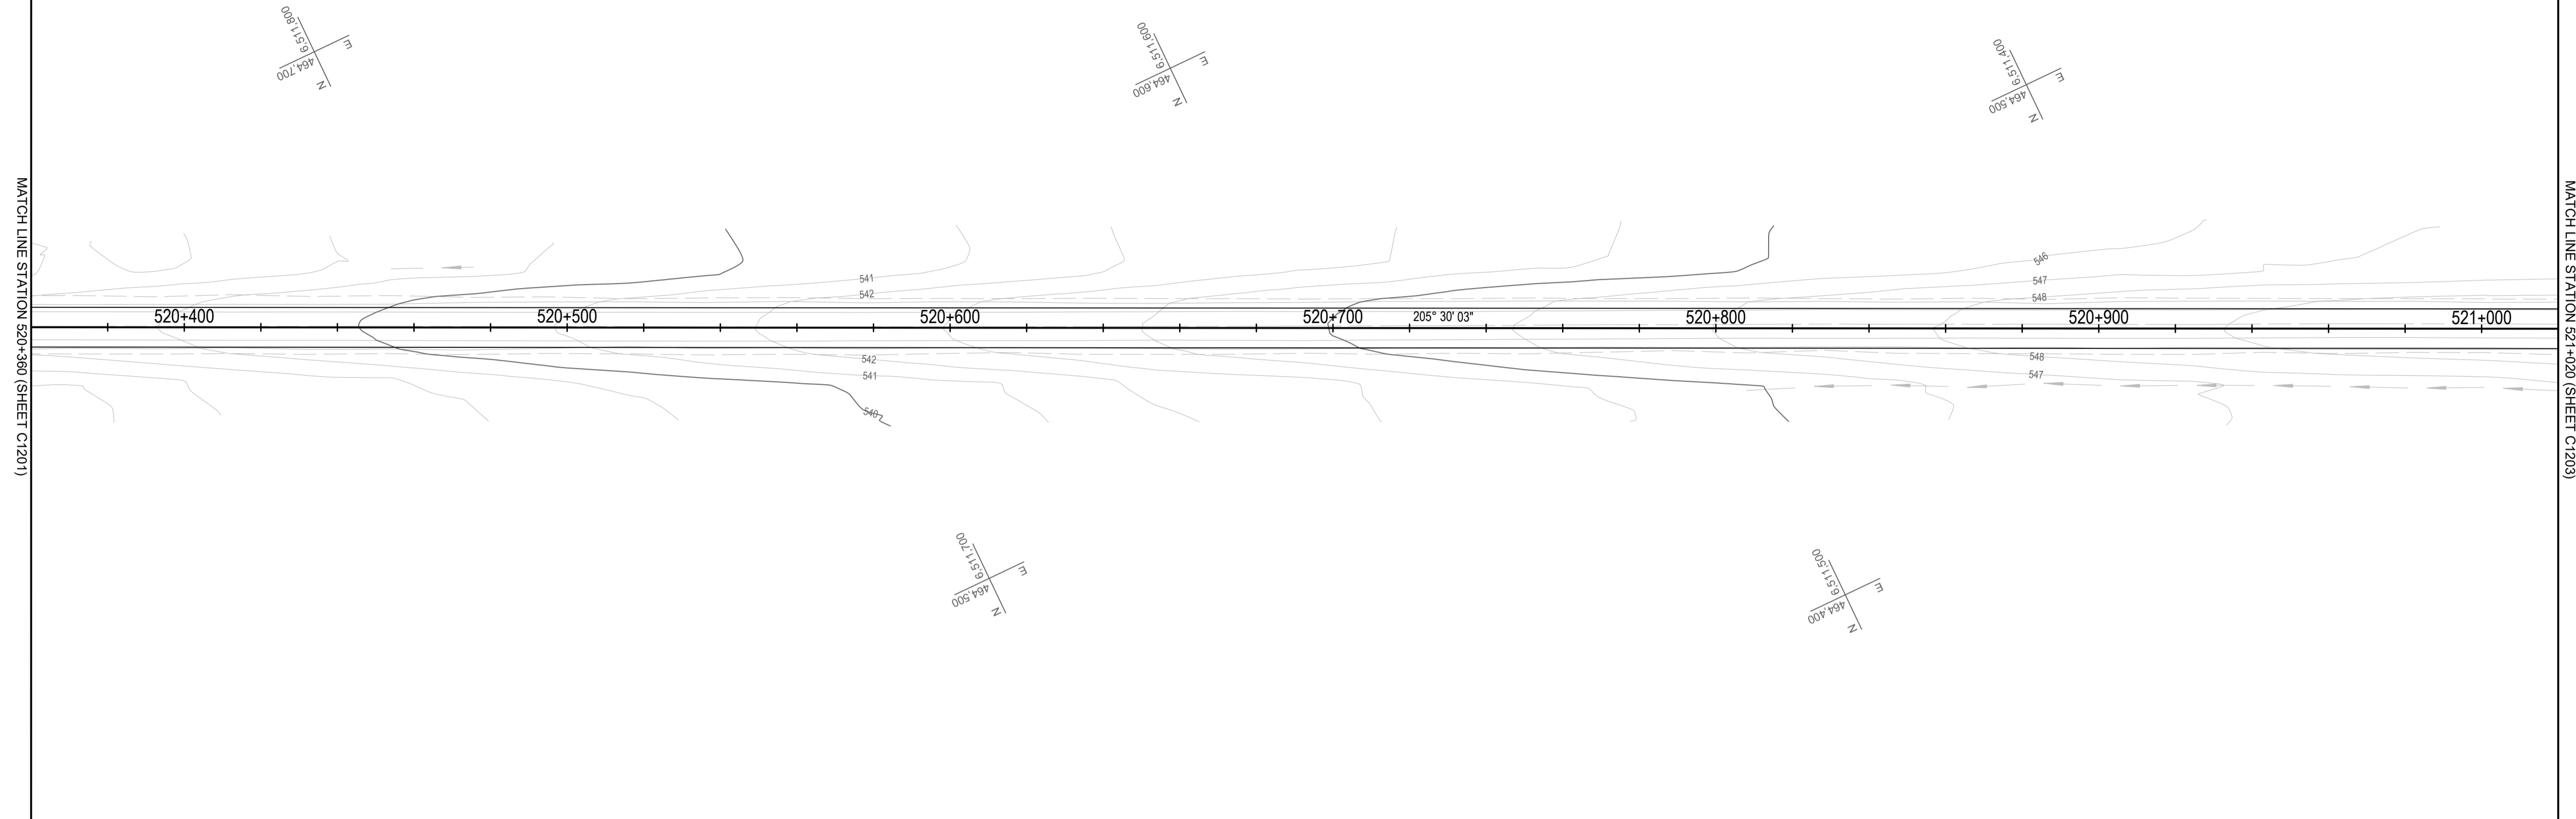 6,511,800
E
464,700
N
6,511,600
E
464,600
N
6,511,400
E
464,500
N
MATCH LINE STATION 520+360 (SHEET C1201)
MATCH LINE STATION 521+020 (SHEET C1203)
541
542
546
547
548
520+400
520+500
520+600
520+700
205° 30' 03"
520+800
520+900
521+000
542
541
540
548
547
6,511,700
E
464,500
N
6,511,500
E
464,400
N